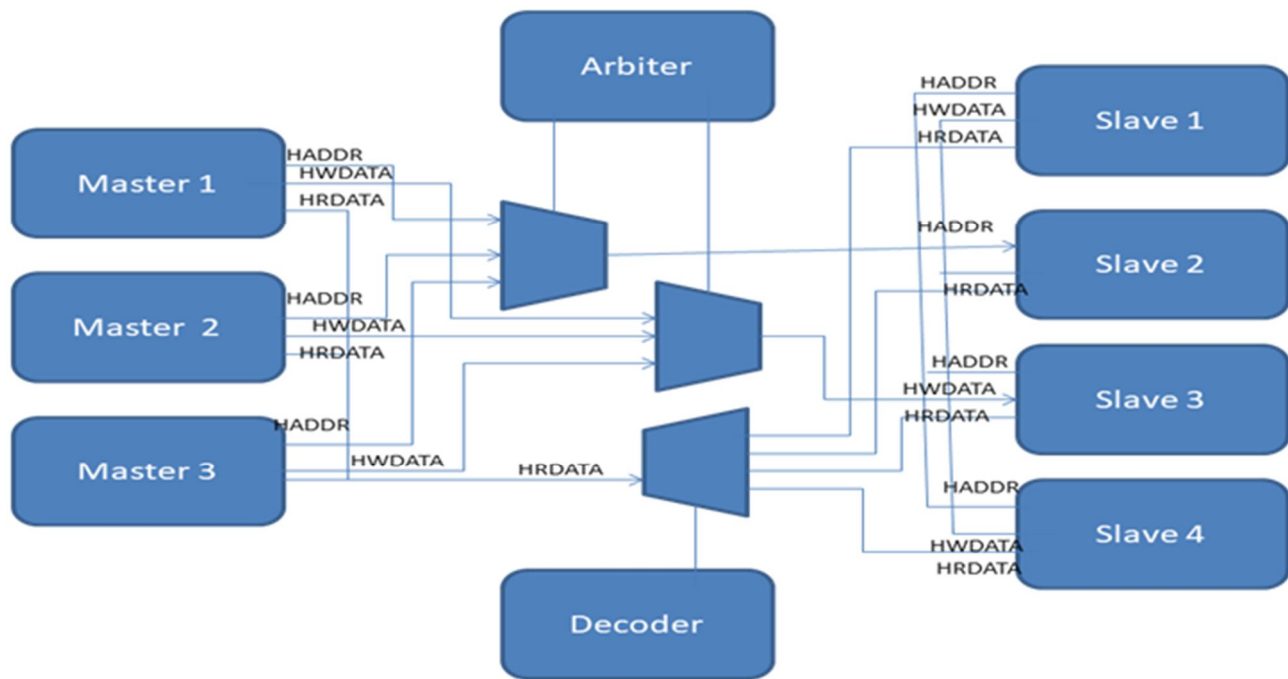 Arbiter
Master 1
HADDR
HWDATA
HRDATA
Master 2
HADDR
HWDATA
HRDATA
Master 3
HADDR
HWDATA
HRDATA
Decoder
HADDR
HWDATA
HRDATA
Slave 1
HADDR
Slave 2
HRDATA
HADDR
HWDATA
HRDATA
Slave 3
HADDR
Slave 4
HWDATA
HRDATA